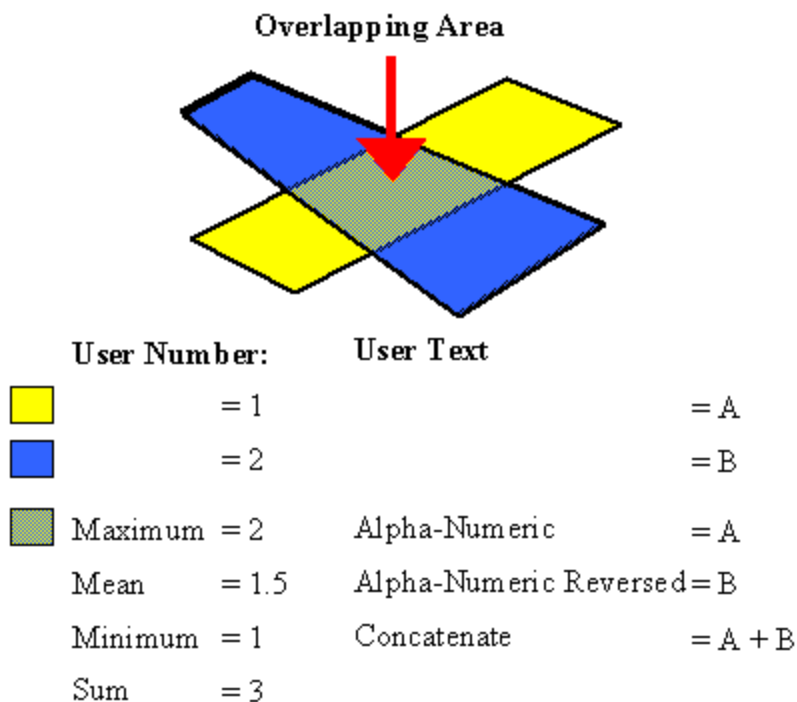 Overlapping Area
User Number: User Text
= 1 = A
= 2 = B
Maximum = 2 Alpha-Numeric = A
Mean = 1.5 Alpha-Numeric Reversed = B
Minimum = 1 Concatenate = A + B
Sum = 3